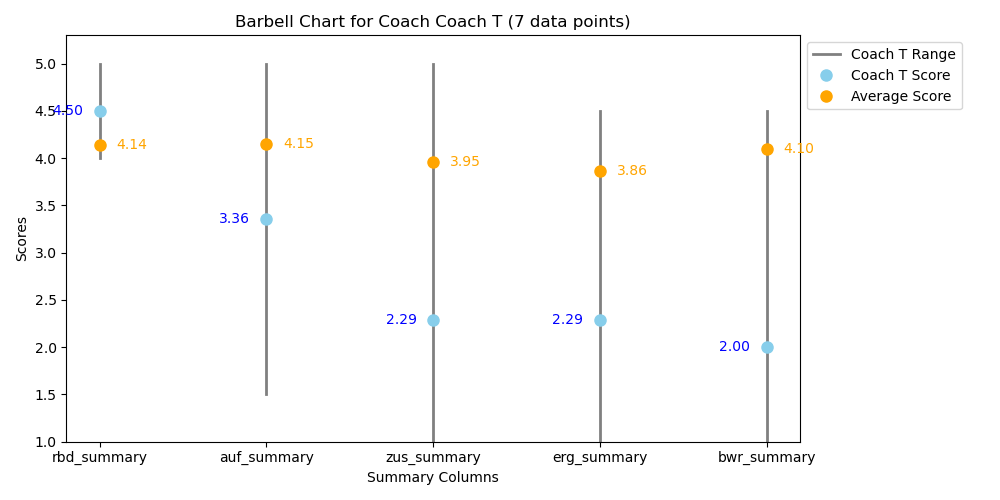 Barbell Chart for Coach Coach T (7 data points)
Coach T Range
Coach T Score
Average Score
Scores
5.0
4.5
4.0
3.5
3.0
2.5
2.0
1.5
1.0
4.50
4.14
3.36
4.15
2.29
3.95
2.29
3.86
2.00
4.10
rbd_summary auf_summary zus_summary erg_summary bwr_summary
Summary Columns